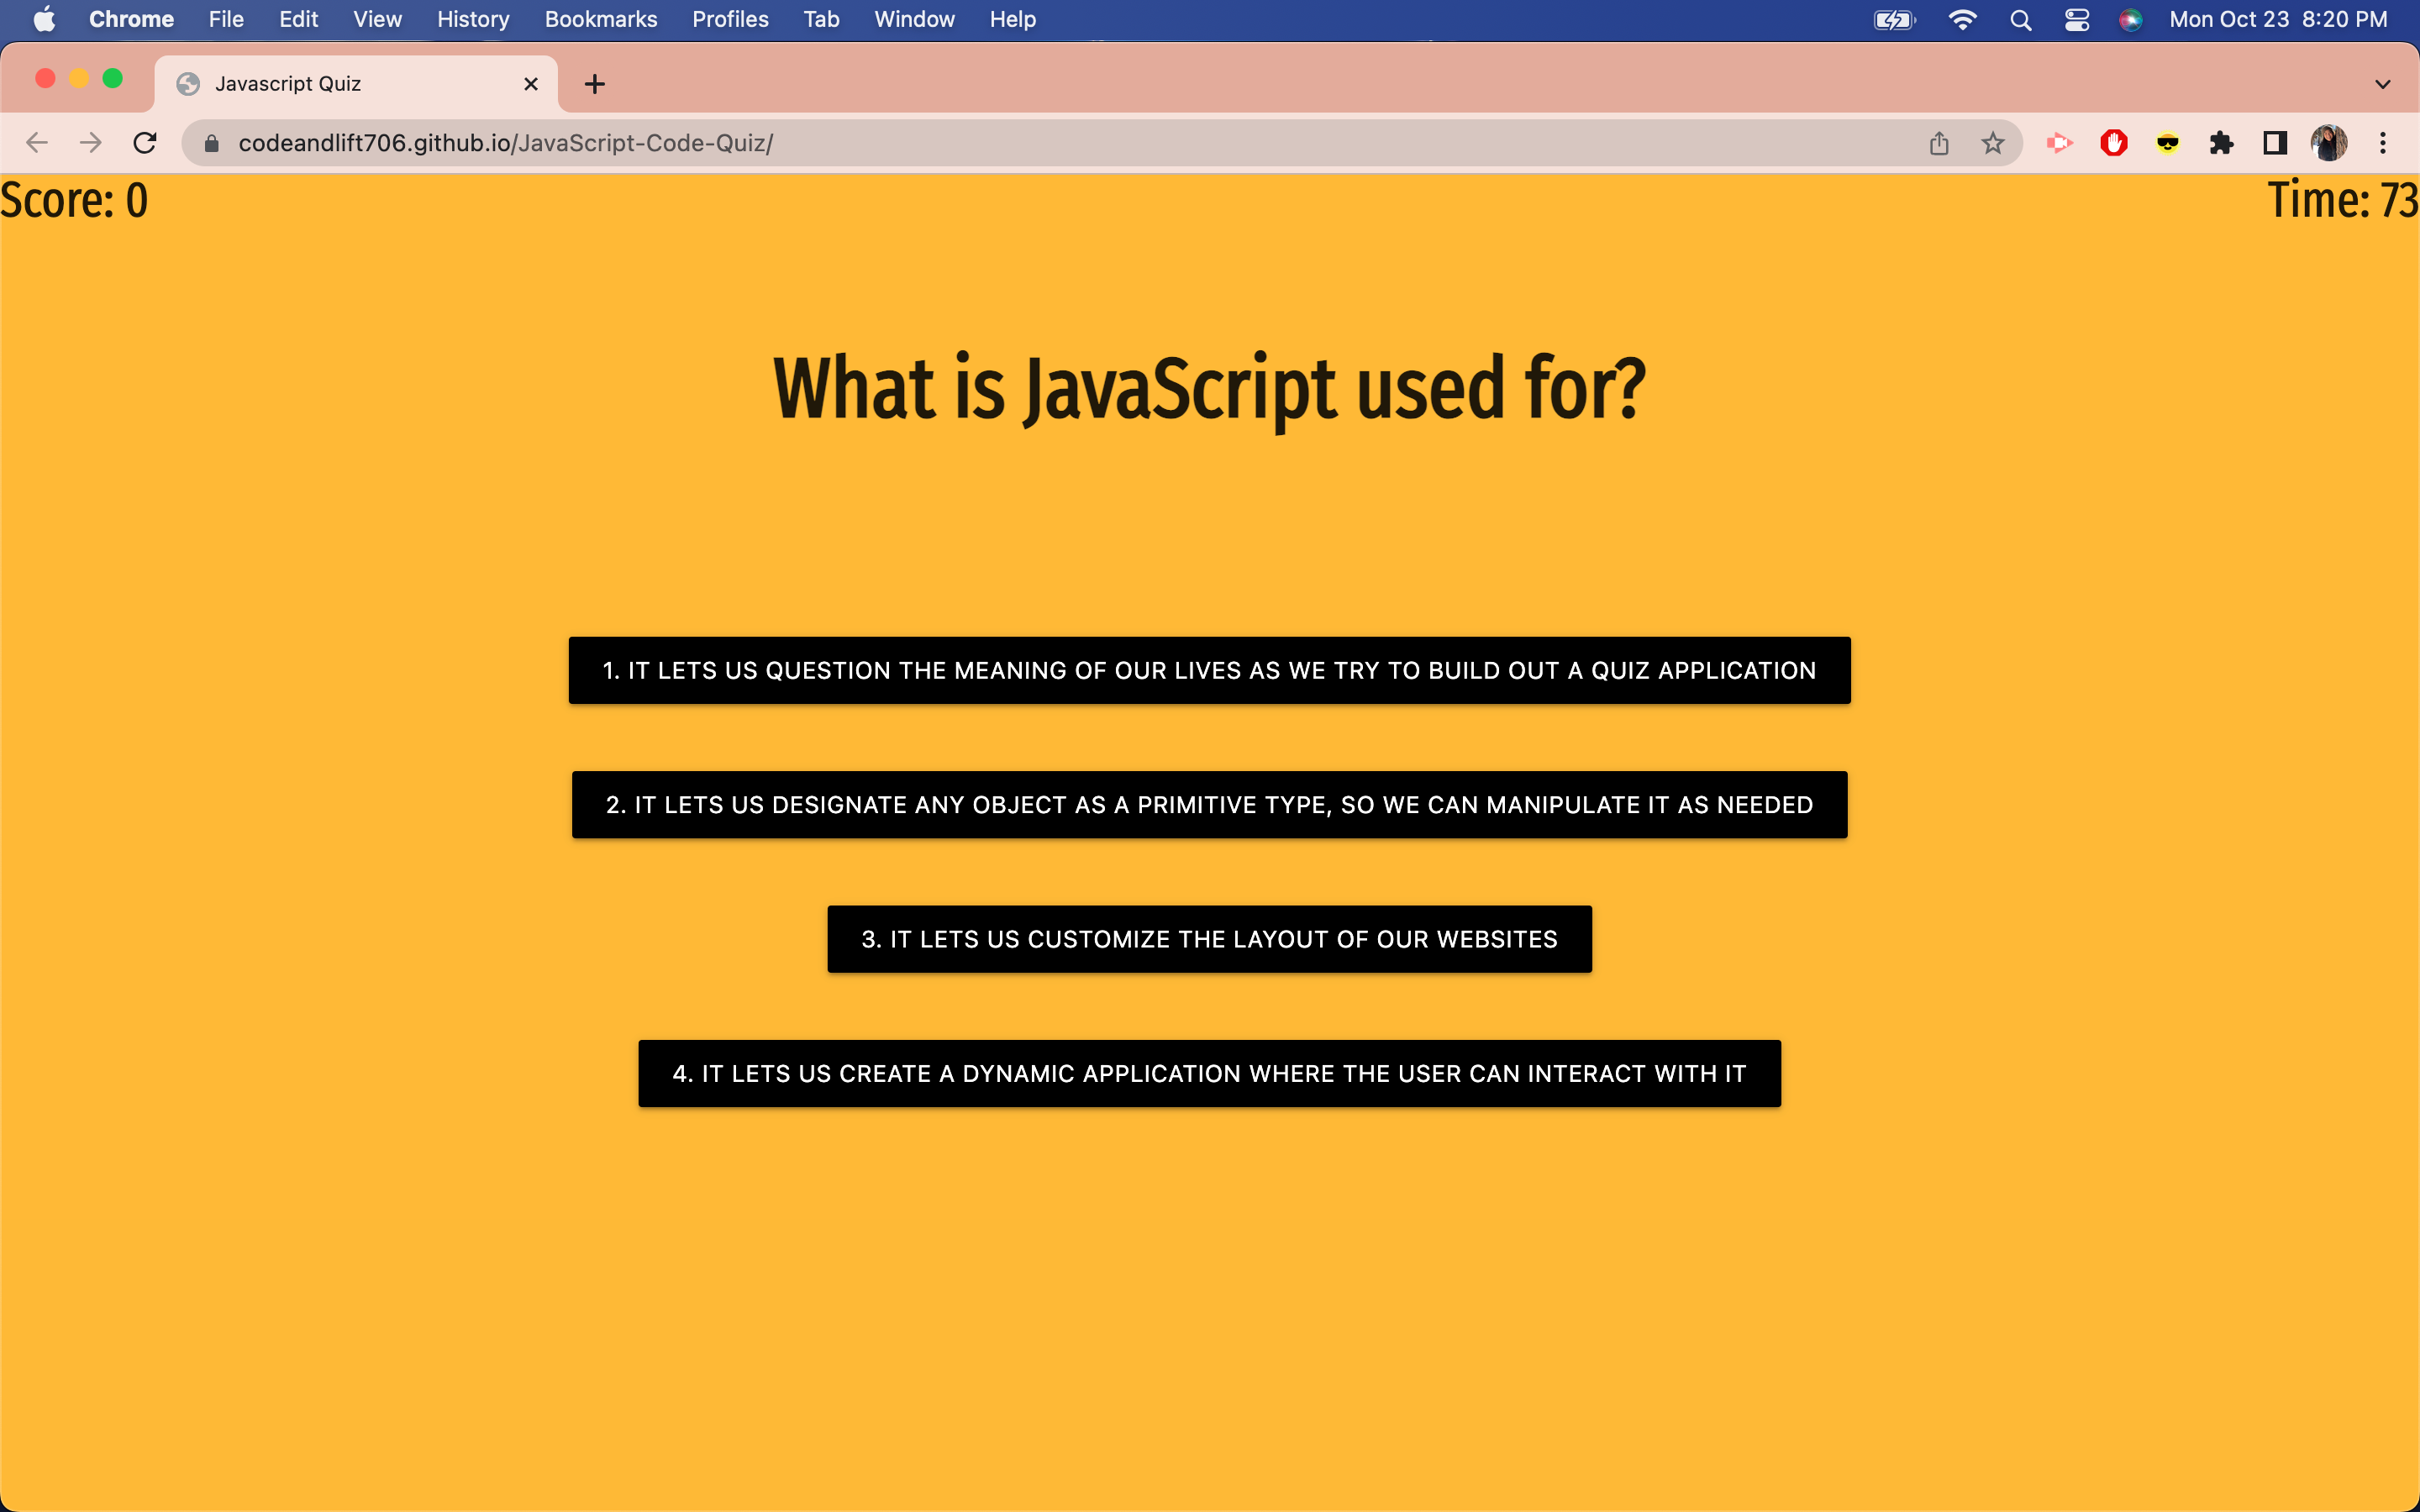 Chrome File Edit View History Bookmarks Profiles Tab Window Help Mon Oct 23 8:20 PM
Javascript Quiz
codeandlift706.github.io/JavaScript-Code-Quiz/
Score: 0 Time: 73
What is JavaScript used for?
1. IT LETS US QUESTION THE MEANING OF OUR LIVES AS WE TRY TO BUILD OUT A QUIZ APPLICATION
2. IT LETS US DESIGNATE ANY OBJECT AS A PRIMITIVE TYPE, SO WE CAN MANIPULATE IT AS NEEDED
3. IT LETS US CUSTOMIZE THE LAYOUT OF OUR WEBSITES
4. IT LETS US CREATE A DYNAMIC APPLICATION WHERE THE USER CAN INTERACT WITH IT